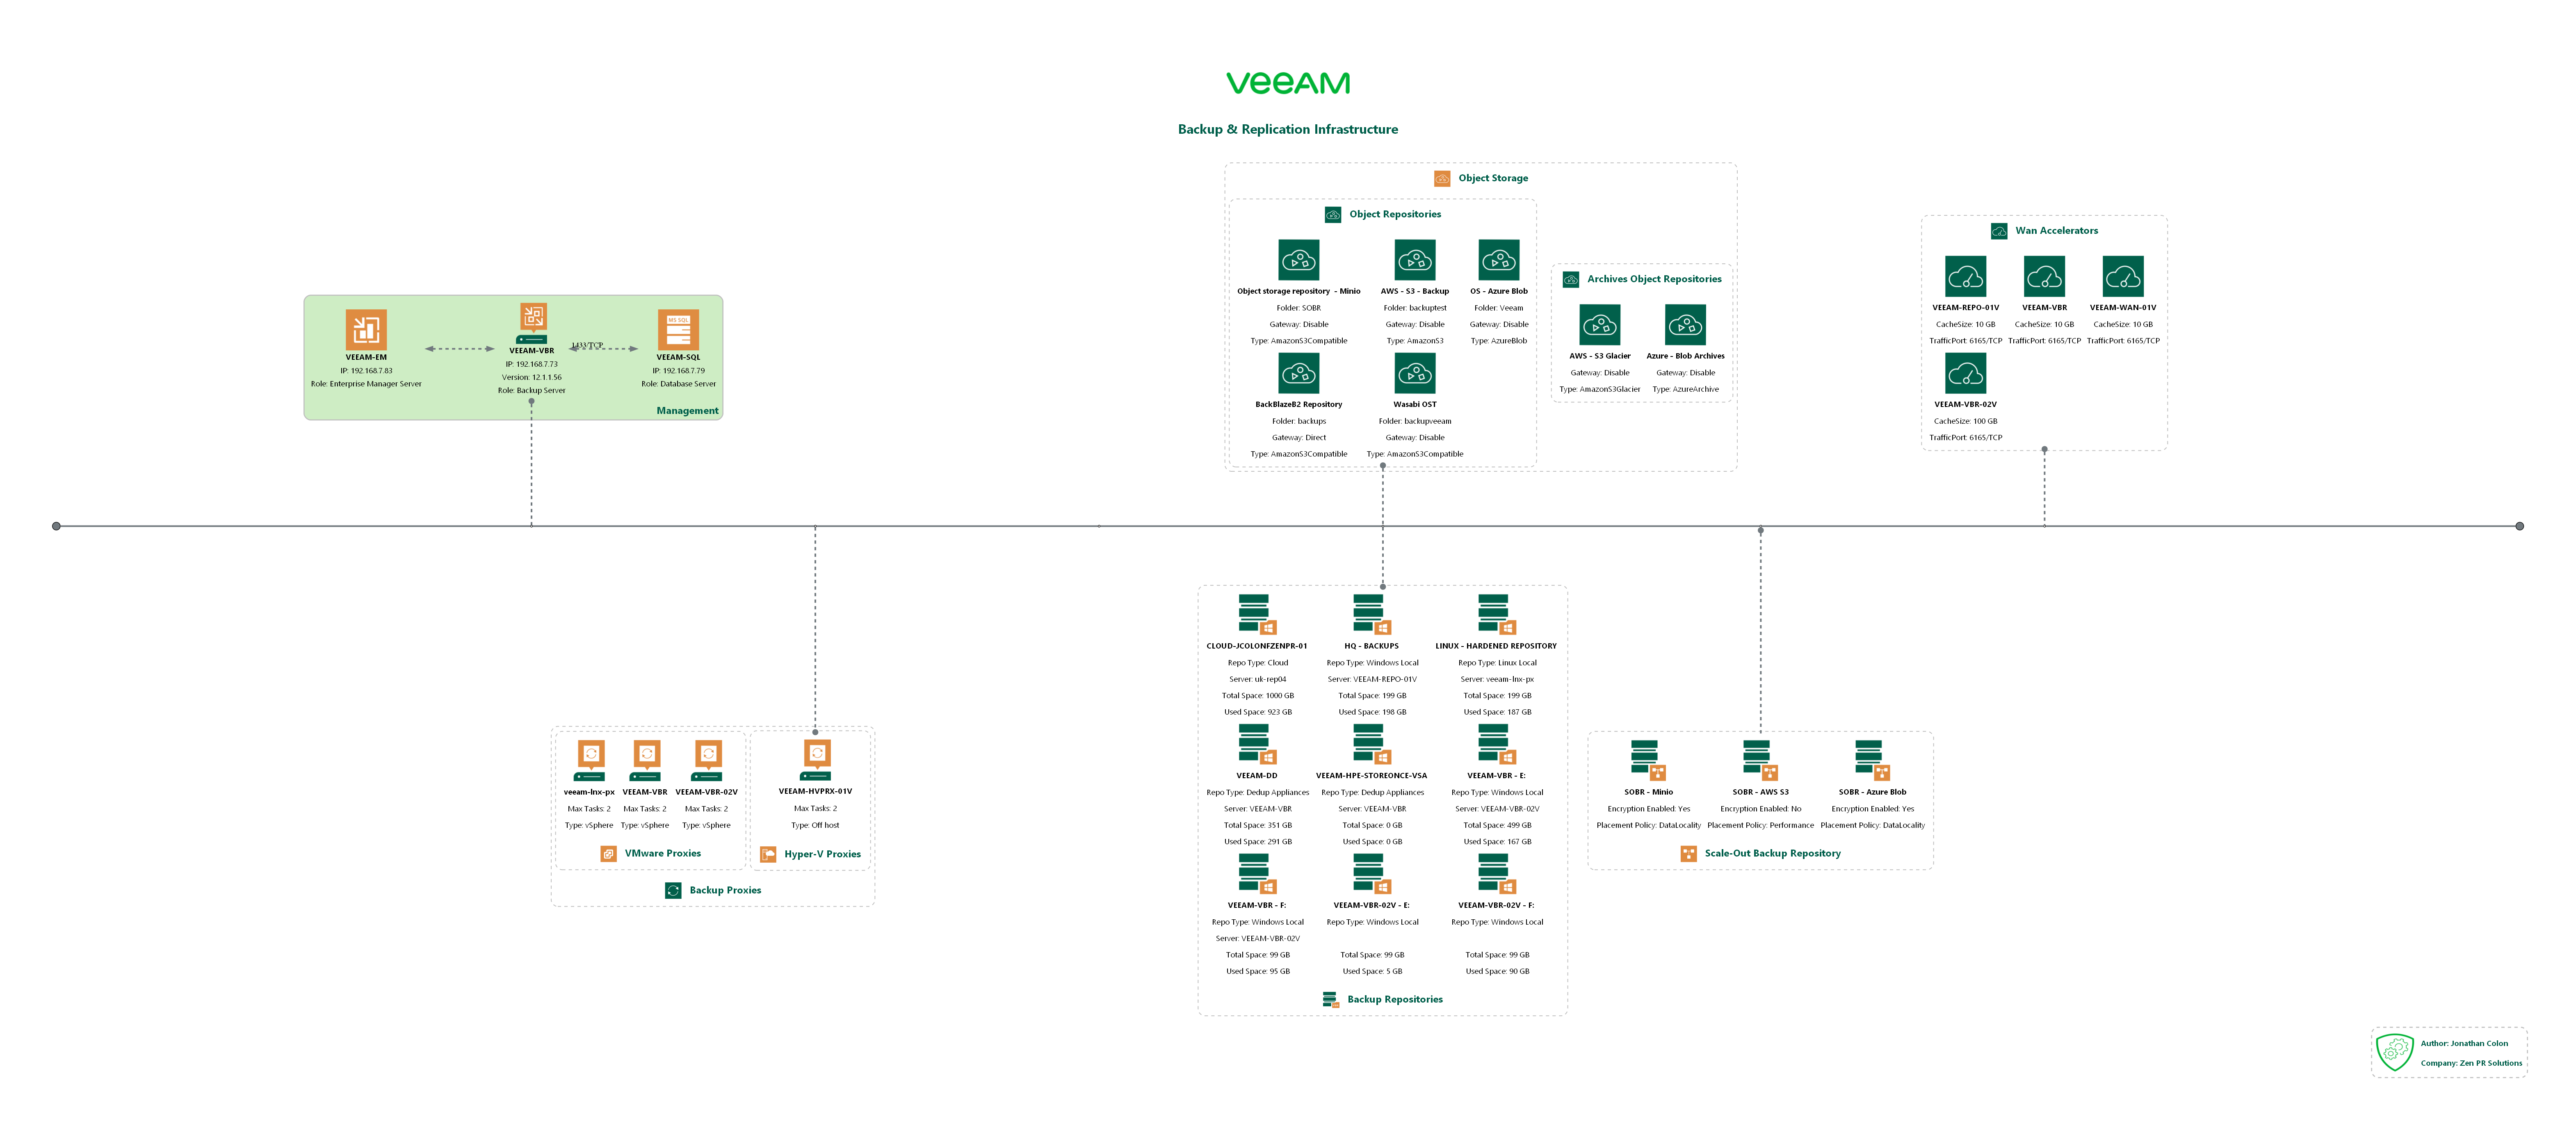 veeam
Backup & Replication Infrastructure
Object Storage
Object Repositories
Object storage repository - Minio
Folder: SOBR
Gateway: Disable
Type: AmazonS3Compatible
AWS - S3 - Backup
Folder: backuptest
Gateway: Disable
Type: AmazonS3
OS - Azure Blob
Folder: Veeam
Gateway: Disable
Type: AzureBlob
BackBlazeB2 Repository
Folder: backups
Gateway: Direct
Type: AmazonS3Compatible
Wasabi OST
Folder: backupveeam
Gateway: Disable
Type: AmazonS3Compatible
Archives Object Repositories
AWS - S3 Glacier
Gateway: Disable
Type: AmazonS3Glacier
Azure - Blob Archives
Gateway: Disable
Type: AzureArchive
Wan Accelerators
VEEAM-REPO-01V
CacheSize: 10 GB
TrafficPort: 6165/TCP
VEEAM-VBR
CacheSize: 10 GB
TrafficPort: 6165/TCP
VEEAM-WAN-01V
CacheSize: 10 GB
TrafficPort: 6165/TCP
VEEAM-VBR-02V
CacheSize: 100 GB
TrafficPort: 6165/TCP
VEEAM-EM
IP: 192.168.7.83
Role: Enterprise Manager Server
VEEAM-VBR
IP: 192.168.7.73
Version: 12.1.1.56
Role: Backup Server
1433/TCP
MS SQL
VEEAM-SQL
IP: 192.168.7.79
Role: Database Server
Management
veeam-lnx-px
Max Tasks: 2
Type: vSphere
VEEAM-VBR
Max Tasks: 2
Type: vSphere
VEEAM-VBR-02V
Max Tasks: 2
Type: vSphere
VMware Proxies
VEEAM-HVPRX-01V
Max Tasks: 2
Type: Off host
Hyper-V Proxies
Backup Proxies
CLOUD-JCOLONFZENPR-01
Repo Type: Cloud
Server: uk-rep04
Total Space: 1000 GB
Used Space: 923 GB
HQ - BACKUPS
Repo Type: Windows Local
Server: VEEAM-REPO-01V
Total Space: 199 GB
Used Space: 198 GB
LINUX - HARDENED REPOSITORY
Repo Type: Linux Local
Server: veeam-lnx-px
Total Space: 199 GB
Used Space: 187 GB
VEEAM-DD
Repo Type: Dedup Appliances
Server: VEEAM-VBR
Total Space: 351 GB
Used Space: 291 GB
VEEAM-HPE-STOREONCE-VSA
Repo Type: Dedup Appliances
Server: VEEAM-VBR
Total Space: 0 GB
Used Space: 0 GB
VEEAM-VBR - E:
Repo Type: Windows Local
Server: VEEAM-VBR-02V
Total Space: 499 GB
Used Space: 167 GB
VEEAM-VBR - F:
Repo Type: Windows Local
Server: VEEAM-VBR-02V
Total Space: 99 GB
Used Space: 95 GB
VEEAM-VBR-02V - E:
Repo Type: Windows Local
Total Space: 99 GB
Used Space: 5 GB
VEEAM-VBR-02V - F:
Repo Type: Windows Local
Total Space: 99 GB
Used Space: 90 GB
Backup Repositories
SOBR - Minio
Encryption Enabled: Yes
Placement Policy: DataLocality
SOBR - AWS S3
Encryption Enabled: No
Placement Policy: Performance
SOBR - Azure Blob
Encryption Enabled: Yes
Placement Policy: DataLocality
Scale-Out Backup Repository
Author: Jonathan Colon
Company: Zen PR Solutions